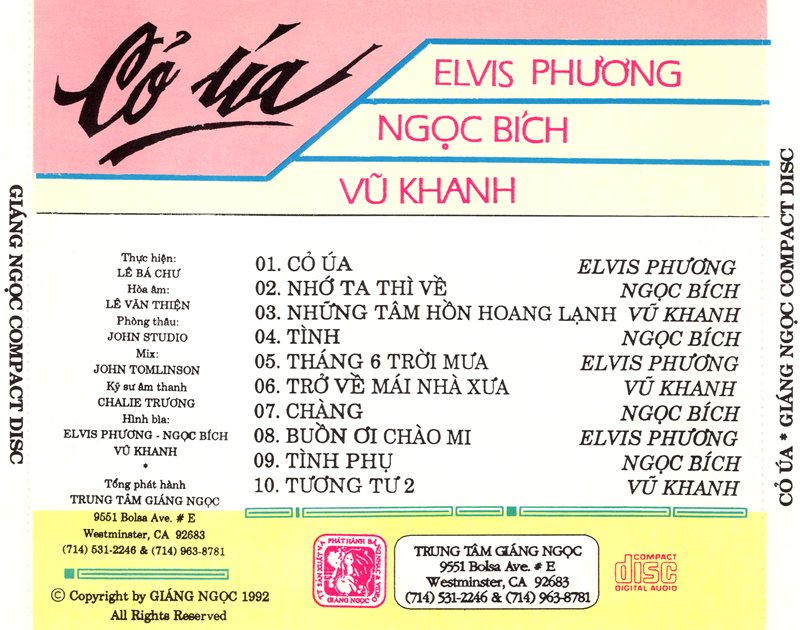 Cỏ úa
ELVIS PHƯƠNG
NGỌC BÍCH
VŨ KHANH
GIÁNG NGỌC COMPACT DISC
Thực hiện:
LÊ BÁ CHƯ
Hòa âm:
LÊ VĂN THIỆN
Phòng thâu:
JOHN STUDIO
Mix:
JOHN TOMLINSON
Kỹ sư âm thanh
CHALIE TRƯƠNG
Hình bìa:
ELVIS PHƯƠNG - NGỌC BÍCH
VŨ KHANH
*
Tổng phát hành
TRUNG TÂM GIÁNG NGỌC
9551 Bolsa Ave. # E
Westminster, CA 92683
(714) 531-2246 & (714) 963-8781
01. CỎ ÚA ELVIS PHƯƠNG
02. NHỚ TA THÌ VỀ NGỌC BÍCH
03. NHỮNG TÂM HỒN HOANG LẠNH VŨ KHANH
04. TÌNH NGỌC BÍCH
05. THÁNG 6 TRỜI MƯA ELVIS PHƯƠNG
06. TRỞ VỀ MÁI NHÀ XƯA VŨ KHANH
07. CHÀNG NGỌC BÍCH
08. BUỒN ƠI CHÀO MI ELVIS PHƯƠNG
09. TÌNH PHỤ NGỌC BÍCH
10. TƯƠNG TƯ 2 VŨ KHANH
© Copyright by GIÁNG NGỌC 1992
All Rights Reserved
GIÁNG NGỌC
TRUNG TÂM GIÁNG NGỌC
9551 Bolsa Ave. # E
Westminster, CA 92683
(714) 531-2246 & (714) 963-8781
COMPACT
disc
DIGITAL AUDIO
CỎ ÚA * GIÁNG NGỌC COMPACT DISC